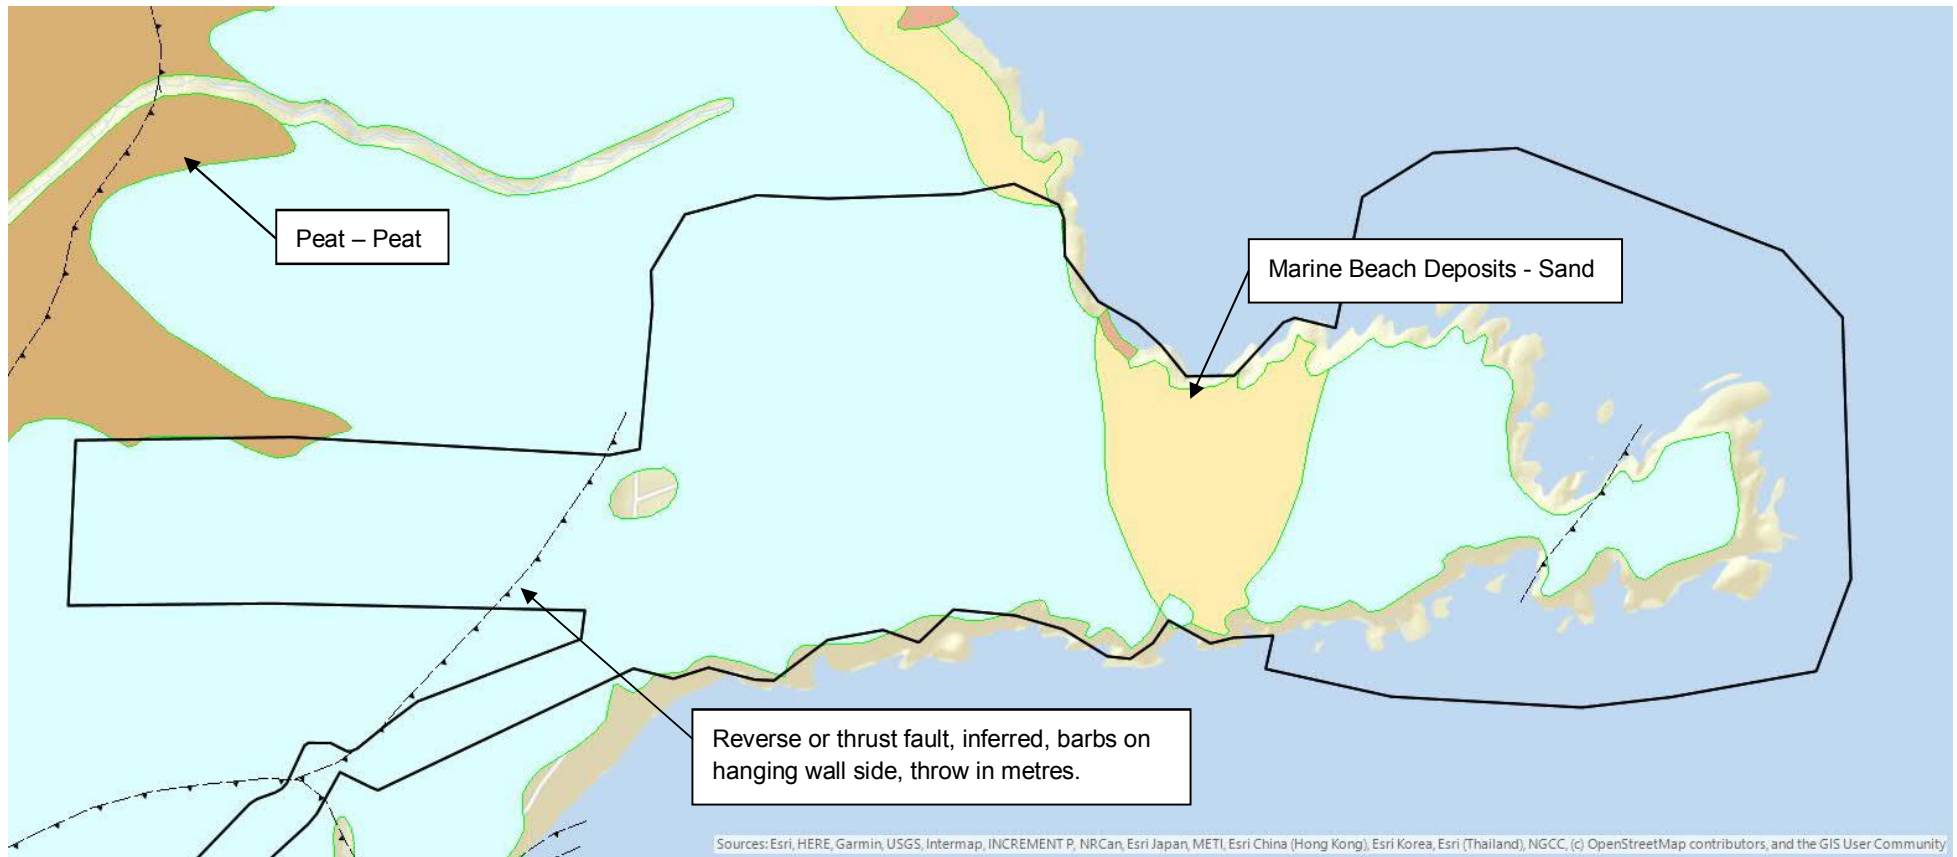 Peat – Peat
Marine Beach Deposits - Sand
Reverse or thrust fault, inferred, barbs on
hanging wall side, throw in metres.
Sources: Esri, HERE, Garmin, USGS, Intermap, INCREMENT P, NRCan, Esri Japan, METI, Esri China (Hong Kong), Esri Korea, Esri (Thailand), NGCC, (c) OpenStreetMap contributors, and the GIS User Community